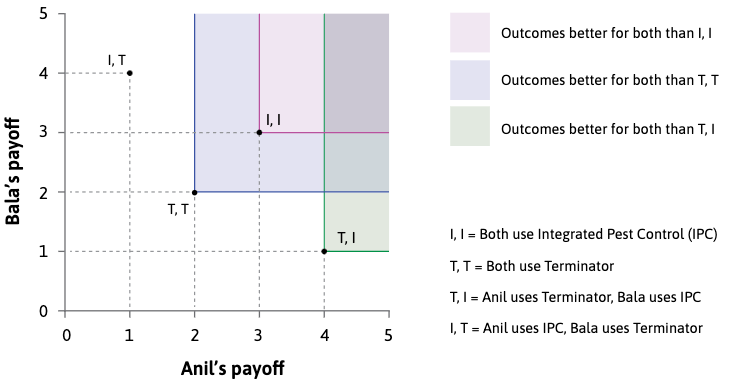 5
4
3
2
1
0
Bala's payoff
I, T
I, I
T, T
T, I
0 1 2 3 4 5
Anil's payoff
Outcomes better for both than I, I
Outcomes better for both than T, T
Outcomes better for both than T, I
I, I = Both use Integrated Pest Control (IPC)
T, T = Both use Terminator
T, I = Anil uses Terminator, Bala uses IPC
I, T = Anil uses IPC, Bala uses Terminator